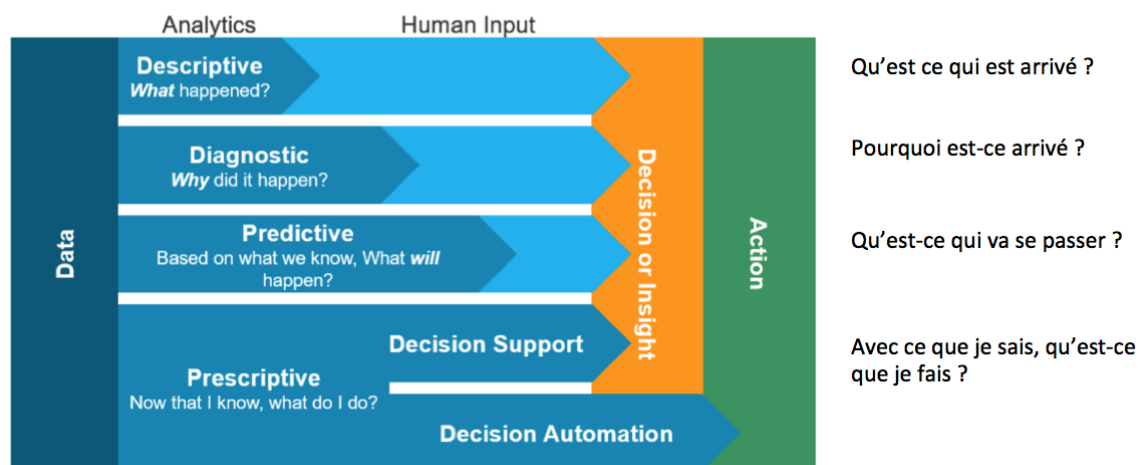 Analytics
Human Input
Descriptive
What happened?
Qu’est ce qui est arrivé ?
Diagnostic
Why did it happen?
Pourquoi est-ce arrivé ?
Predictive
Based on what we know, What will
happen?
Qu’est-ce qui va se passer ?
Data
Decision or Insight
Action
Decision Support
Prescriptive
Now that I know, what do I do?
Decision Automation
Avec ce que je sais, qu’est-ce
que je fais ?